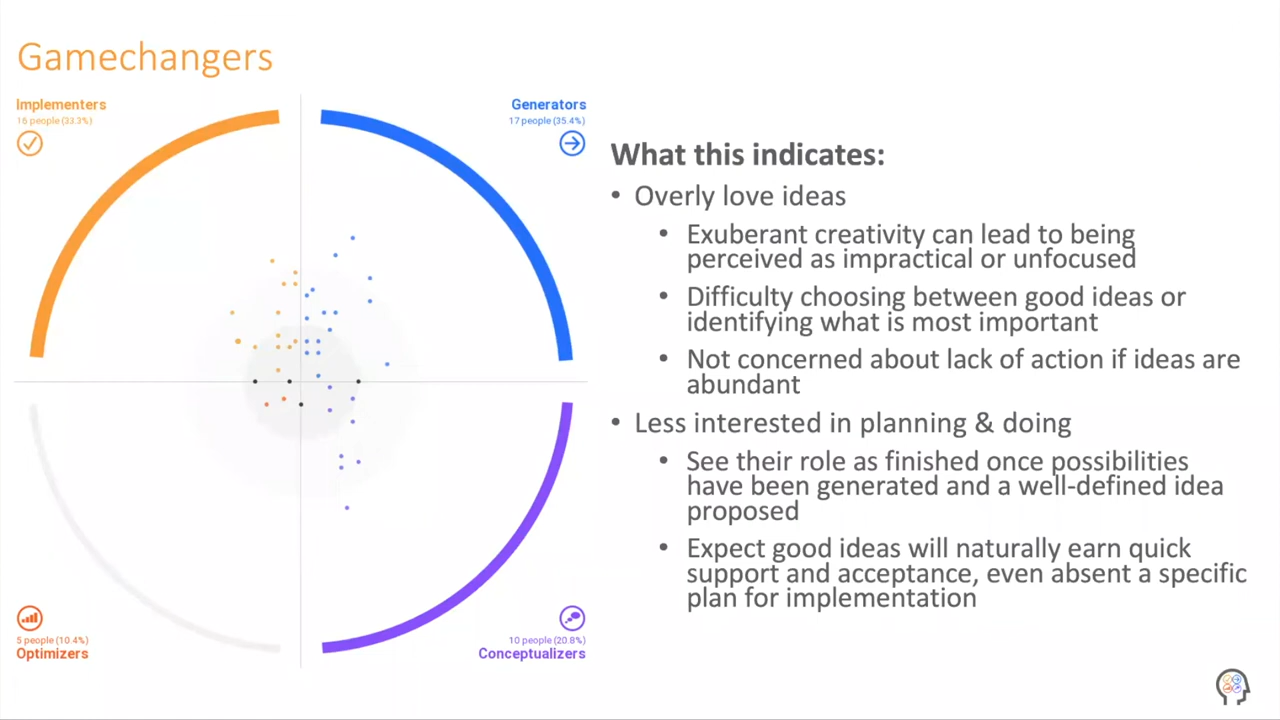 Gamechangers
Implementers
16 people (33.3%)
Generators
17 people (35.4%)
5 people (10.4%)
Optimizers
10 people (20.8%)
Conceptualizers
What this indicates:
• Overly love ideas
• Exuberant creativity can lead to being
perceived as impractical or unfocused
• Difficulty choosing between good ideas or
identifying what is most important
• Not concerned about lack of action if ideas are
abundant
• Less interested in planning & doing
• See their role as finished once possibilities
have been generated and a well-defined idea
proposed
• Expect good ideas will naturally earn quick
support and acceptance, even absent a specific
plan for implementation